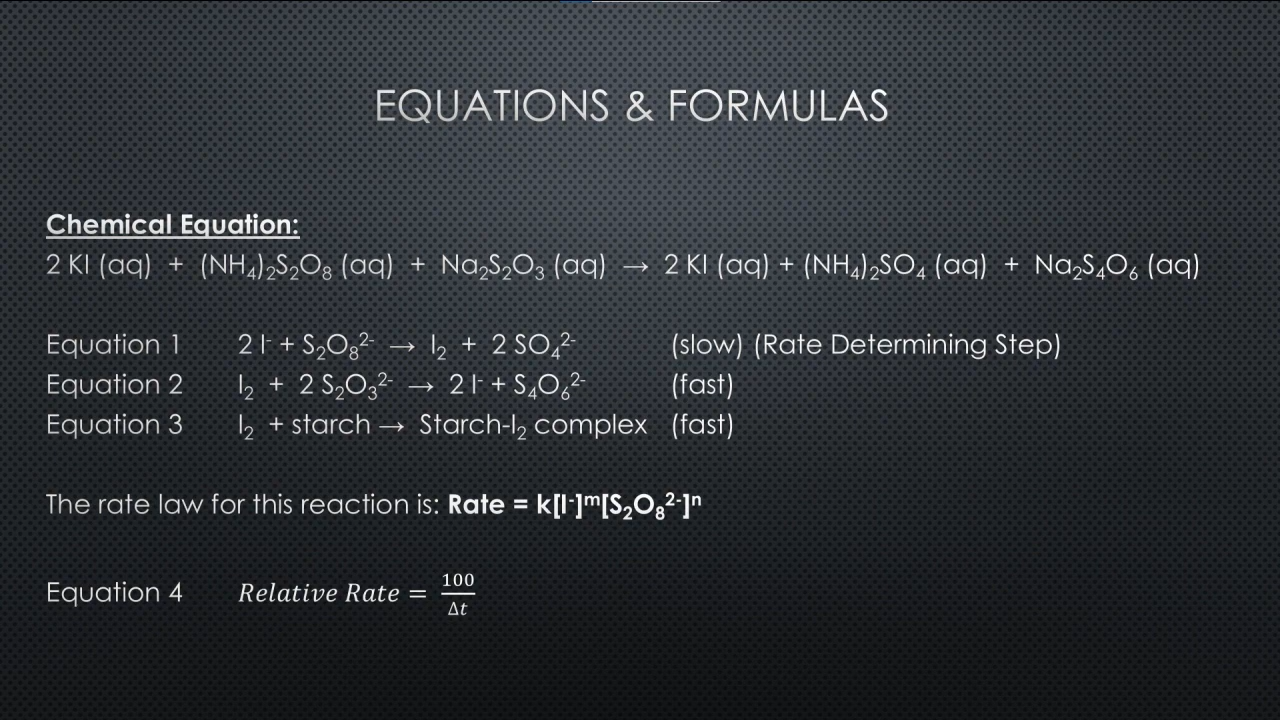 EQUATIONS & FORMULAS
Chemical Equation:
2 KI (aq) + (NH₄)₂S₂O₈ (aq) + Na₂S₂O₃ (aq) → 2 KI (aq) + (NH₄)₂SO₄ (aq) + Na₂S₄O₆ (aq)
Equation 1 2 I⁻ + S₂O₈²⁻ → I₂ + 2 SO₄²⁻ (slow) (Rate Determining Step)
Equation 2 I₂ + 2 S₂O₃²⁻ → 2 I⁻ + S₄O₆²⁻ (fast)
Equation 3 I₂ + starch → Starch-I₂ complex (fast)
The rate law for this reaction is: Rate = k[I⁻]ᵐ[S₂O₈²⁻]ⁿ
Equation 4 Relative Rate = 100/Δt